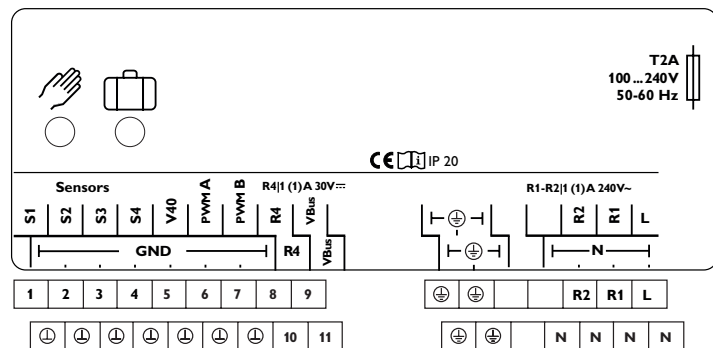 T2A
100 ... 240V
50-60 Hz
CE i IP 20
Sensors R4|1 (1)A 30V R1-R2|1 (1)A 240V~
S1 S2 S3 S4 V40 PWM A PWM B R4 VBus R2 R1 L
GND R4 VBus N
1 2 3 4 5 6 7 8 9 R2 R1 L
10 11 N N N N